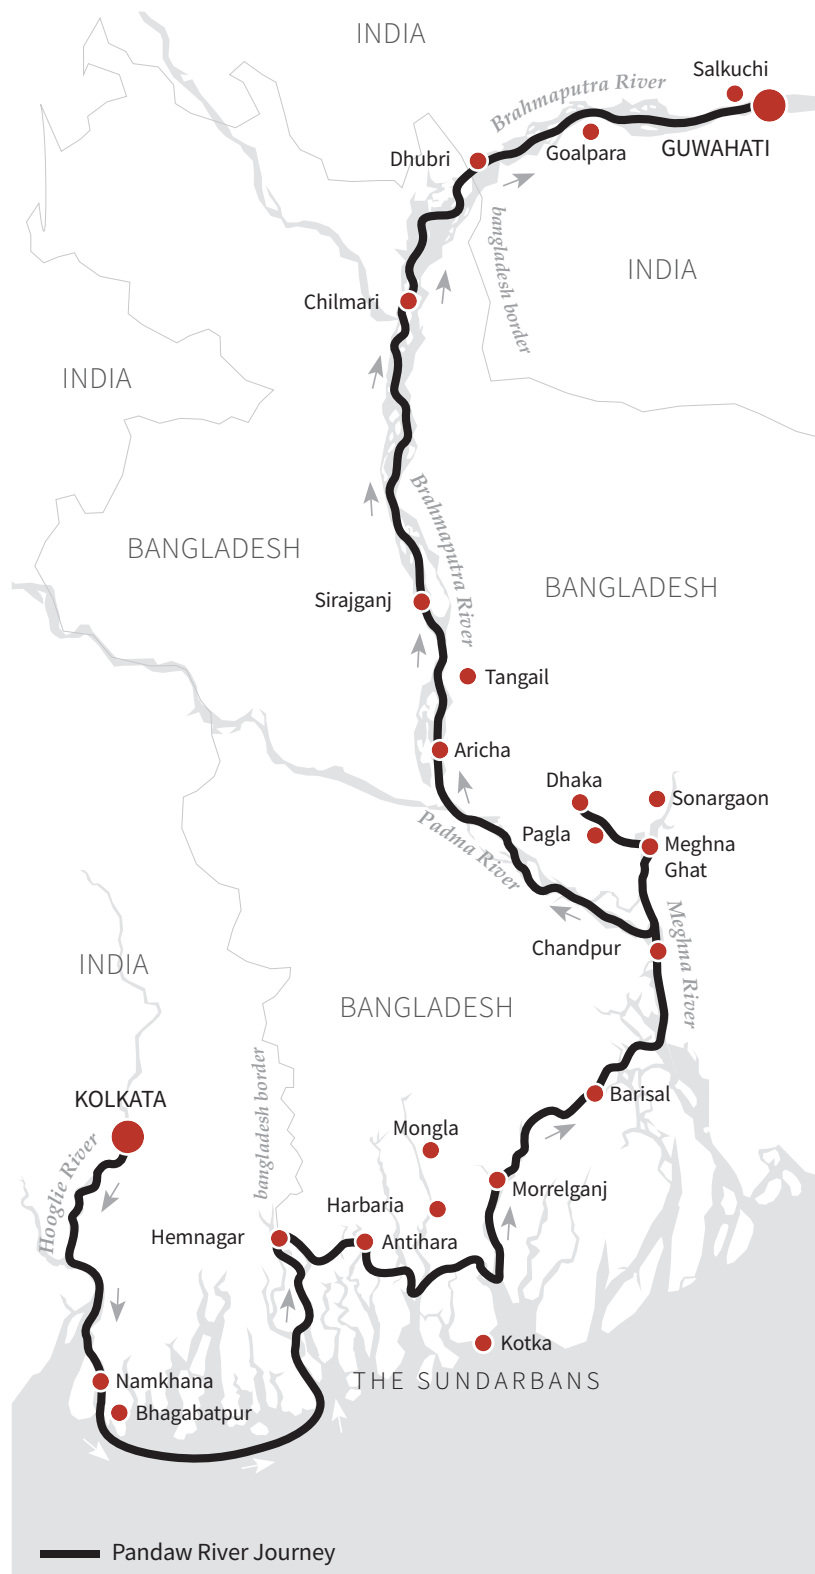 INDIA
Salkuchi
Brahmaputra River
Dhubri
Goalpara
GUWAHATI
bangladesh border
INDIA
Chilmari
INDIA
Brahmaputra River
BANGLADESH
BANGLADESH
Sirajganj
Tangail
Aricha
Dhaka
Sonargaon
Padma River
Pagla
Meghna
Ghat
Meghna River
Chandpur
INDIA
BANGLADESH
bangladesh border
KOLKATA
Barisal
Mongla
Hooglie River
Morrelganj
Harbaria
Hemnagar
Antihara
Kotka
Namkhana
THE SUNDARBANS
Bhagabatpur
Pandaw River Journey